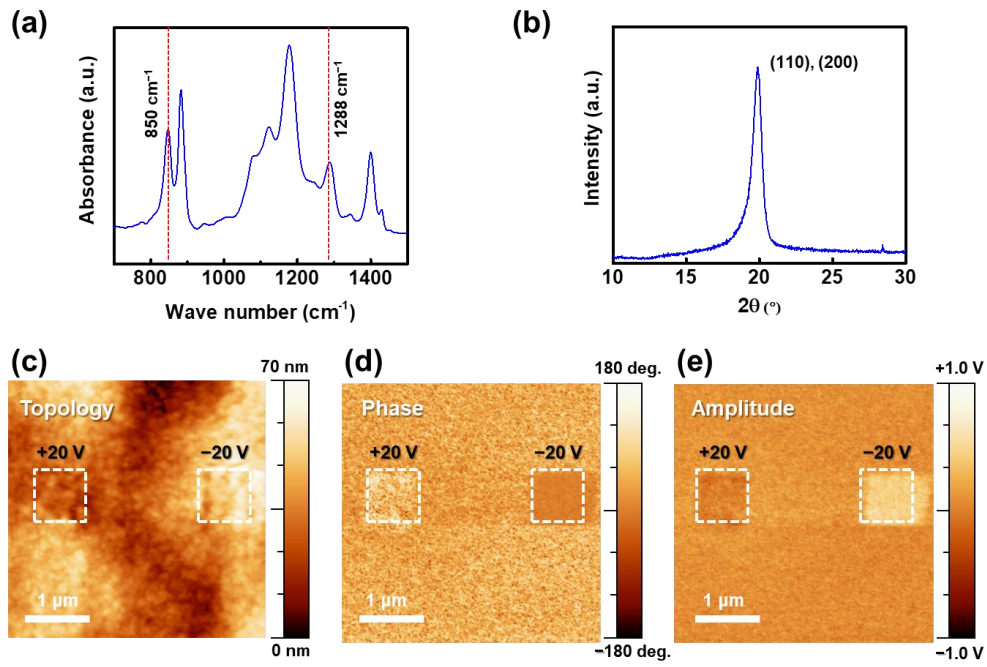 (a)
Absorbance (a.u.)
850 cm⁻¹
1288 cm⁻¹
800
1000
1200
1400
Wave number (cm⁻¹)
(b)
Intensity (a.u.)
(110), (200)
10
15
20
25
30
2θ (°)
(c)
70 nm
Topology
+20 V
−20 V
1 μm
0 nm
(d)
180 deg.
Phase
+20 V
−20 V
1 μm
−180 deg.
(e)
+1.0 V
Amplitude
+20 V
−20 V
1 μm
−1.0 V